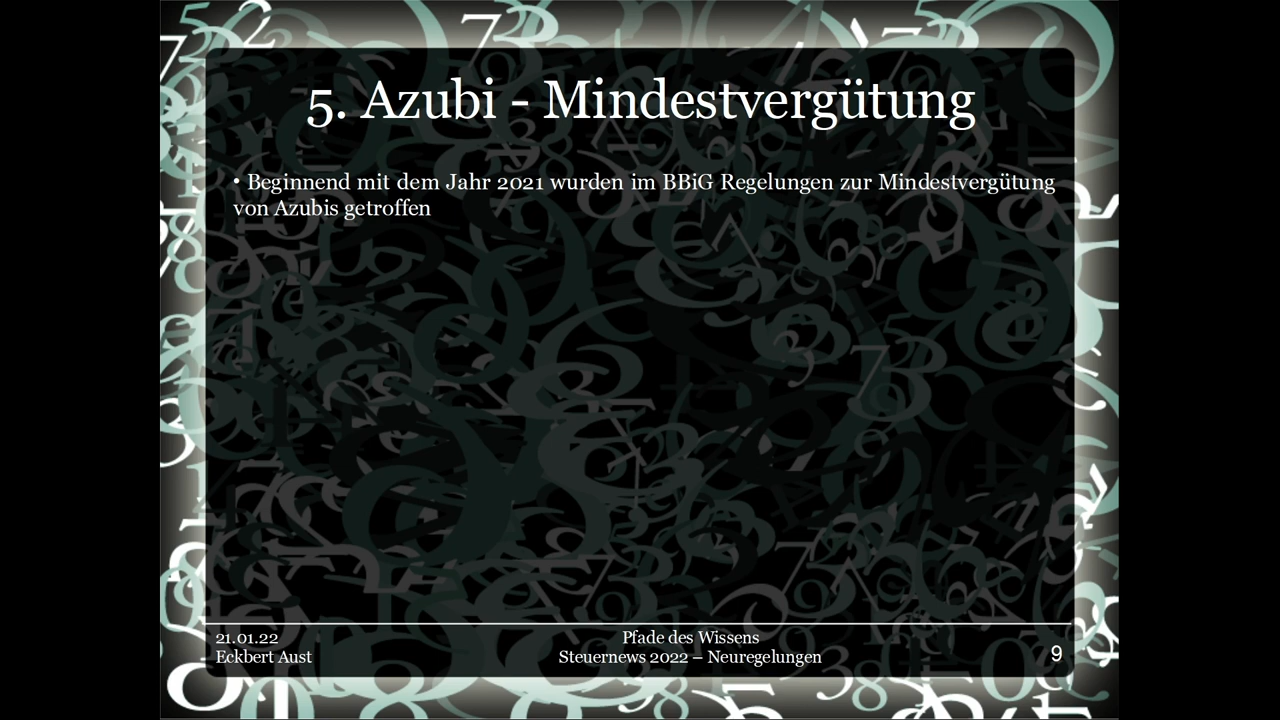 5. Azubi - Mindestvergütung
• Beginnend mit dem Jahr 2021 wurden im BBiG Regelungen zur Mindestvergütung
von Azubis getroffen
21.01.22
Eckbert Aust
Pfade des Wissens
Steuernews 2022 – Neuregelungen
9